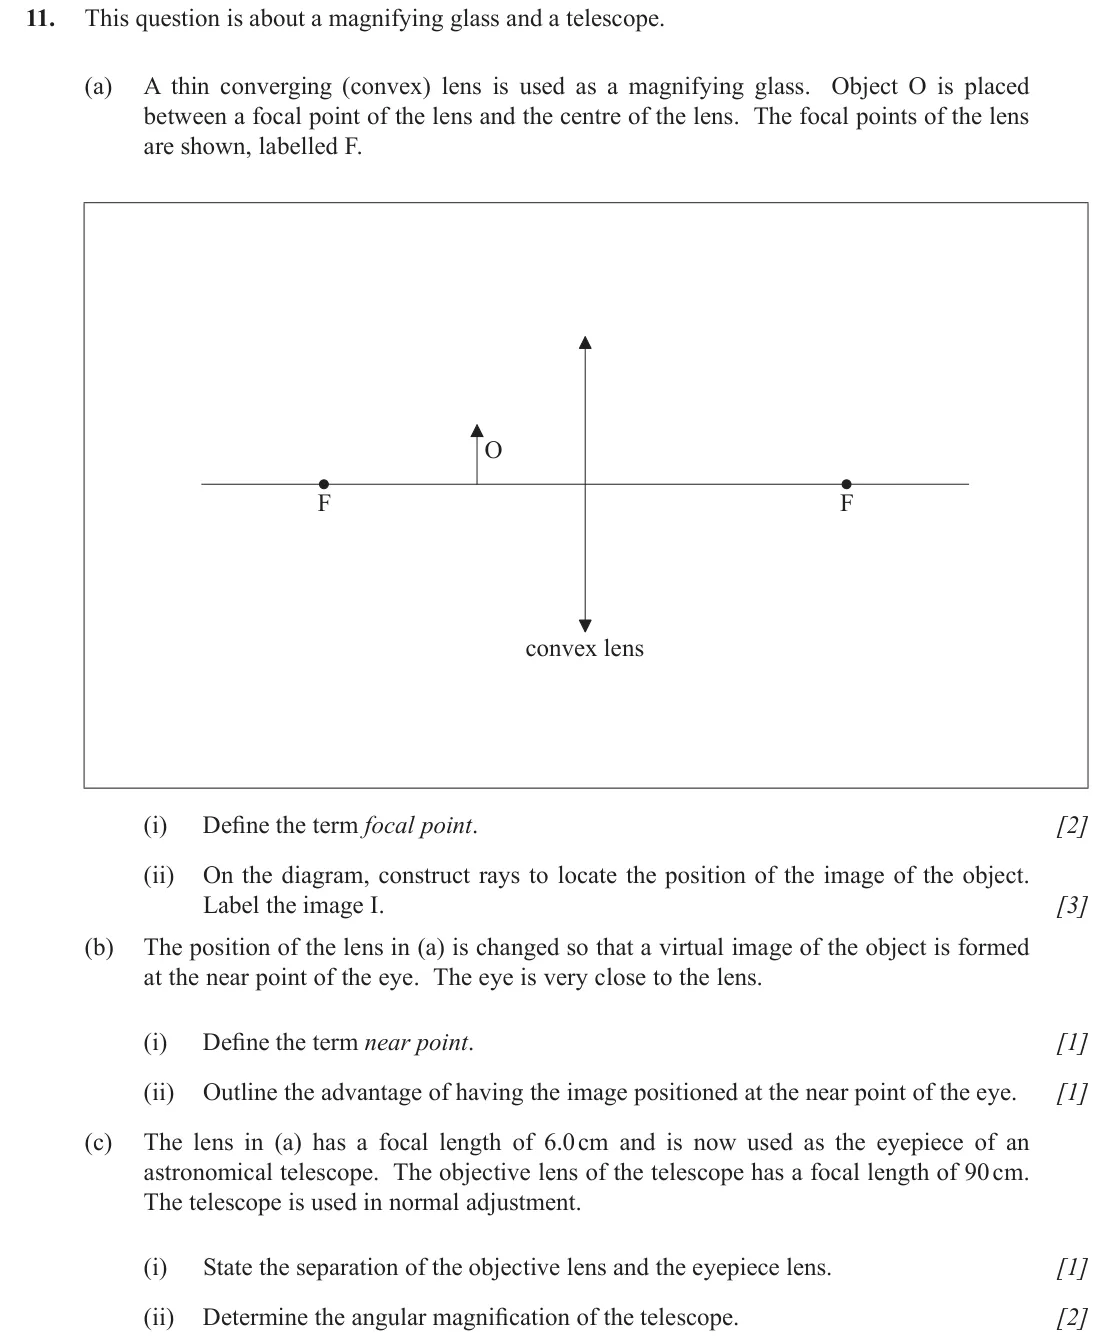 11. This question is about a magnifying glass and a telescope.
(a) A thin converging (convex) lens is used as a magnifying glass. Object O is placed
between a focal point of the lens and the centre of the lens. The focal points of the lens
are shown, labelled F.
O
F F
convex lens
(i) Define the term focal point. [2]
(ii) On the diagram, construct rays to locate the position of the image of the object.
Label the image I. [3]
(b) The position of the lens in (a) is changed so that a virtual image of the object is formed
at the near point of the eye. The eye is very close to the lens.
(i) Define the term near point. [1]
(ii) Outline the advantage of having the image positioned at the near point of the eye. [1]
(c) The lens in (a) has a focal length of 6.0 cm and is now used as the eyepiece of an
astronomical telescope. The objective lens of the telescope has a focal length of 90 cm.
The telescope is used in normal adjustment.
(i) State the separation of the objective lens and the eyepiece lens. [1]
(ii) Determine the angular magnification of the telescope. [2]